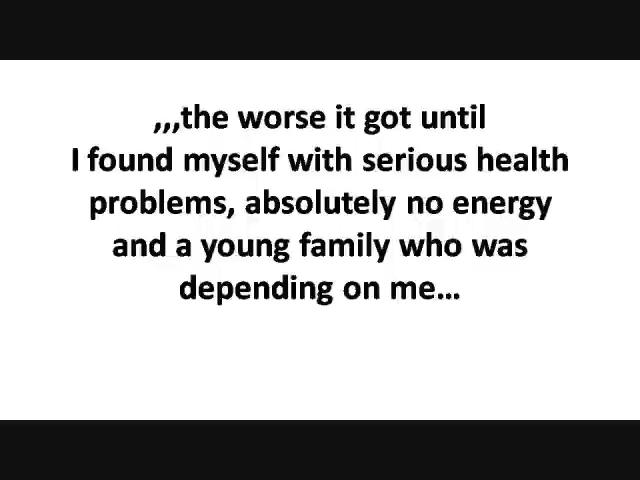 ,,,the worse it got until
I found myself with serious health
problems, absolutely no energy
and a young family who was
depending on me...